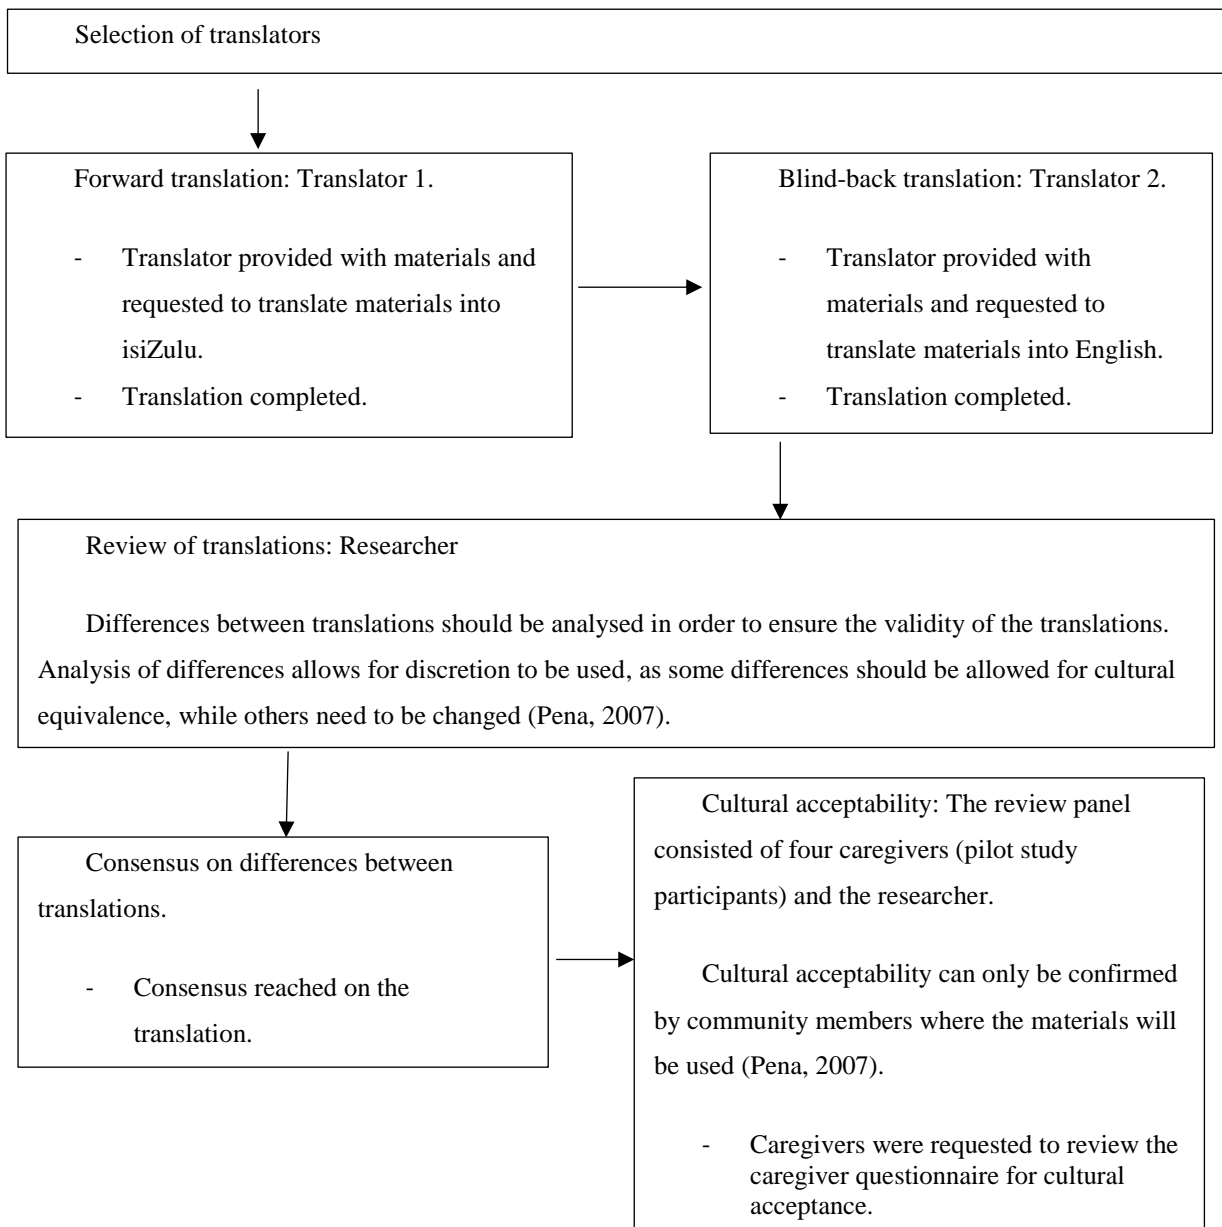 Selection of translators
Forward translation: Translator 1.
- Translator provided with materials and
requested to translate materials into
isiZulu.
- Translation completed.
Blind-back translation: Translator 2.
- Translator provided with
materials and requested to
translate materials into English.
- Translation completed.
Review of translations: Researcher
Differences between translations should be analysed in order to ensure the validity of the translations.
Analysis of differences allows for discretion to be used, as some differences should be allowed for cultural
equivalence, while others need to be changed (Pena, 2007).
Consensus on differences between
translations.
- Consensus reached on the
translation.
Cultural acceptability: The review panel
consisted of four caregivers (pilot study
participants) and the researcher.
Cultural acceptability can only be confirmed
by community members where the materials will
be used (Pena, 2007).
- Caregivers were requested to review the
caregiver questionnaire for cultural
acceptance.